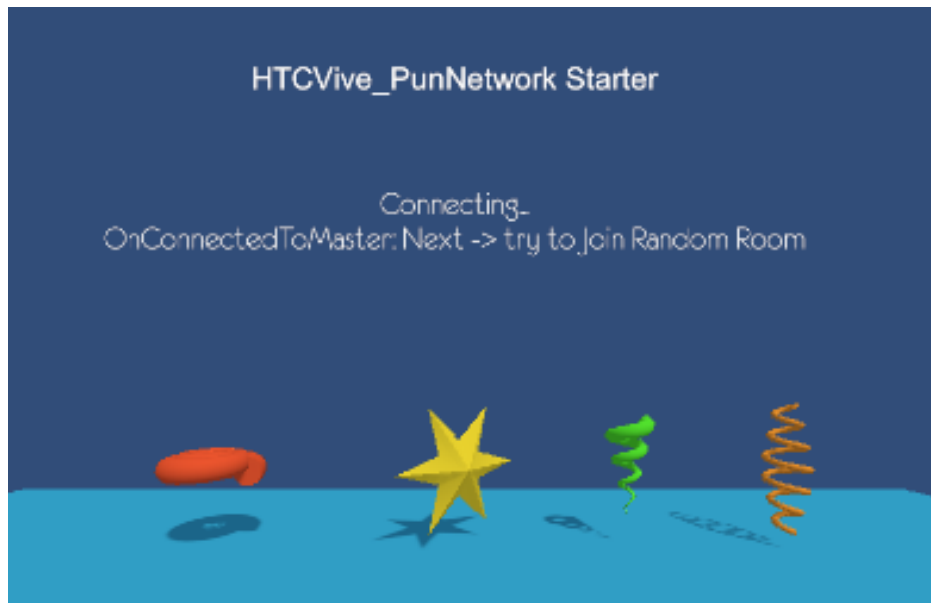 HTCVive_PunNetwork Starter
Connecting...
OnConnectedToMaster: Next -> try to Join Random Room